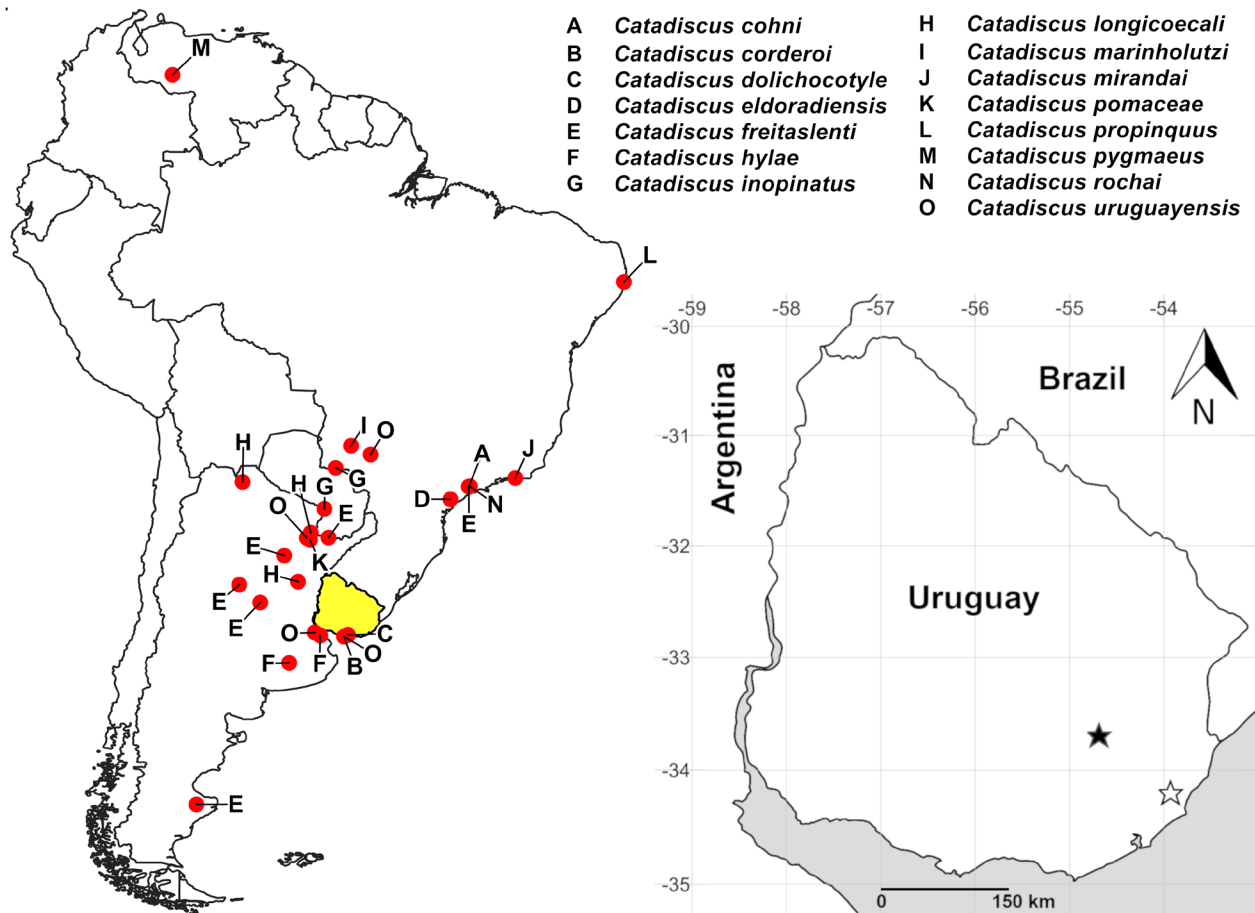 A Catadiscus cohni
B Catadiscus corderoi
C Catadiscus dolichocotyle
D Catadiscus eldoradiensis
E Catadiscus freitaslenti
F Catadiscus hylae
G Catadiscus inopinatus
H Catadiscus longicoecali
I Catadiscus marinholutzi
J Catadiscus mirandai
K Catadiscus pomaceae
L Catadiscus propinquus
M Catadiscus pygmaeus
N Catadiscus rochai
O Catadiscus uruguayensis
M
L
I
O
H
G
A
J
H
G
D
N
O
E
E
E
K
H
E
E
O
F
C
O
B
F
E
-59 -58 -57 -56 -55 -54
-30
-31
-32
-33
-34
-35
Argentina
Brazil
N
Uruguay
0 150 km